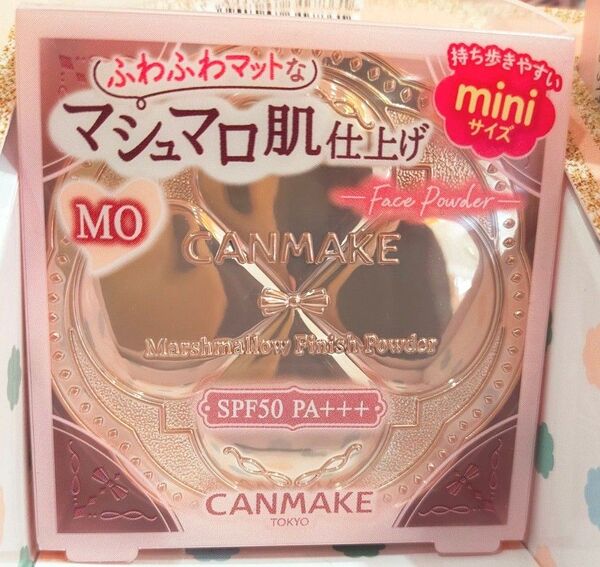 ふわふわマットな
マシュマロ肌仕上げ
持ち歩きやすい
mini
サイズ
MO
Face Powder
CANMAKE
Marshmallow Finish Powder
SPF50 PA+++
CANMAKE
TOKYO